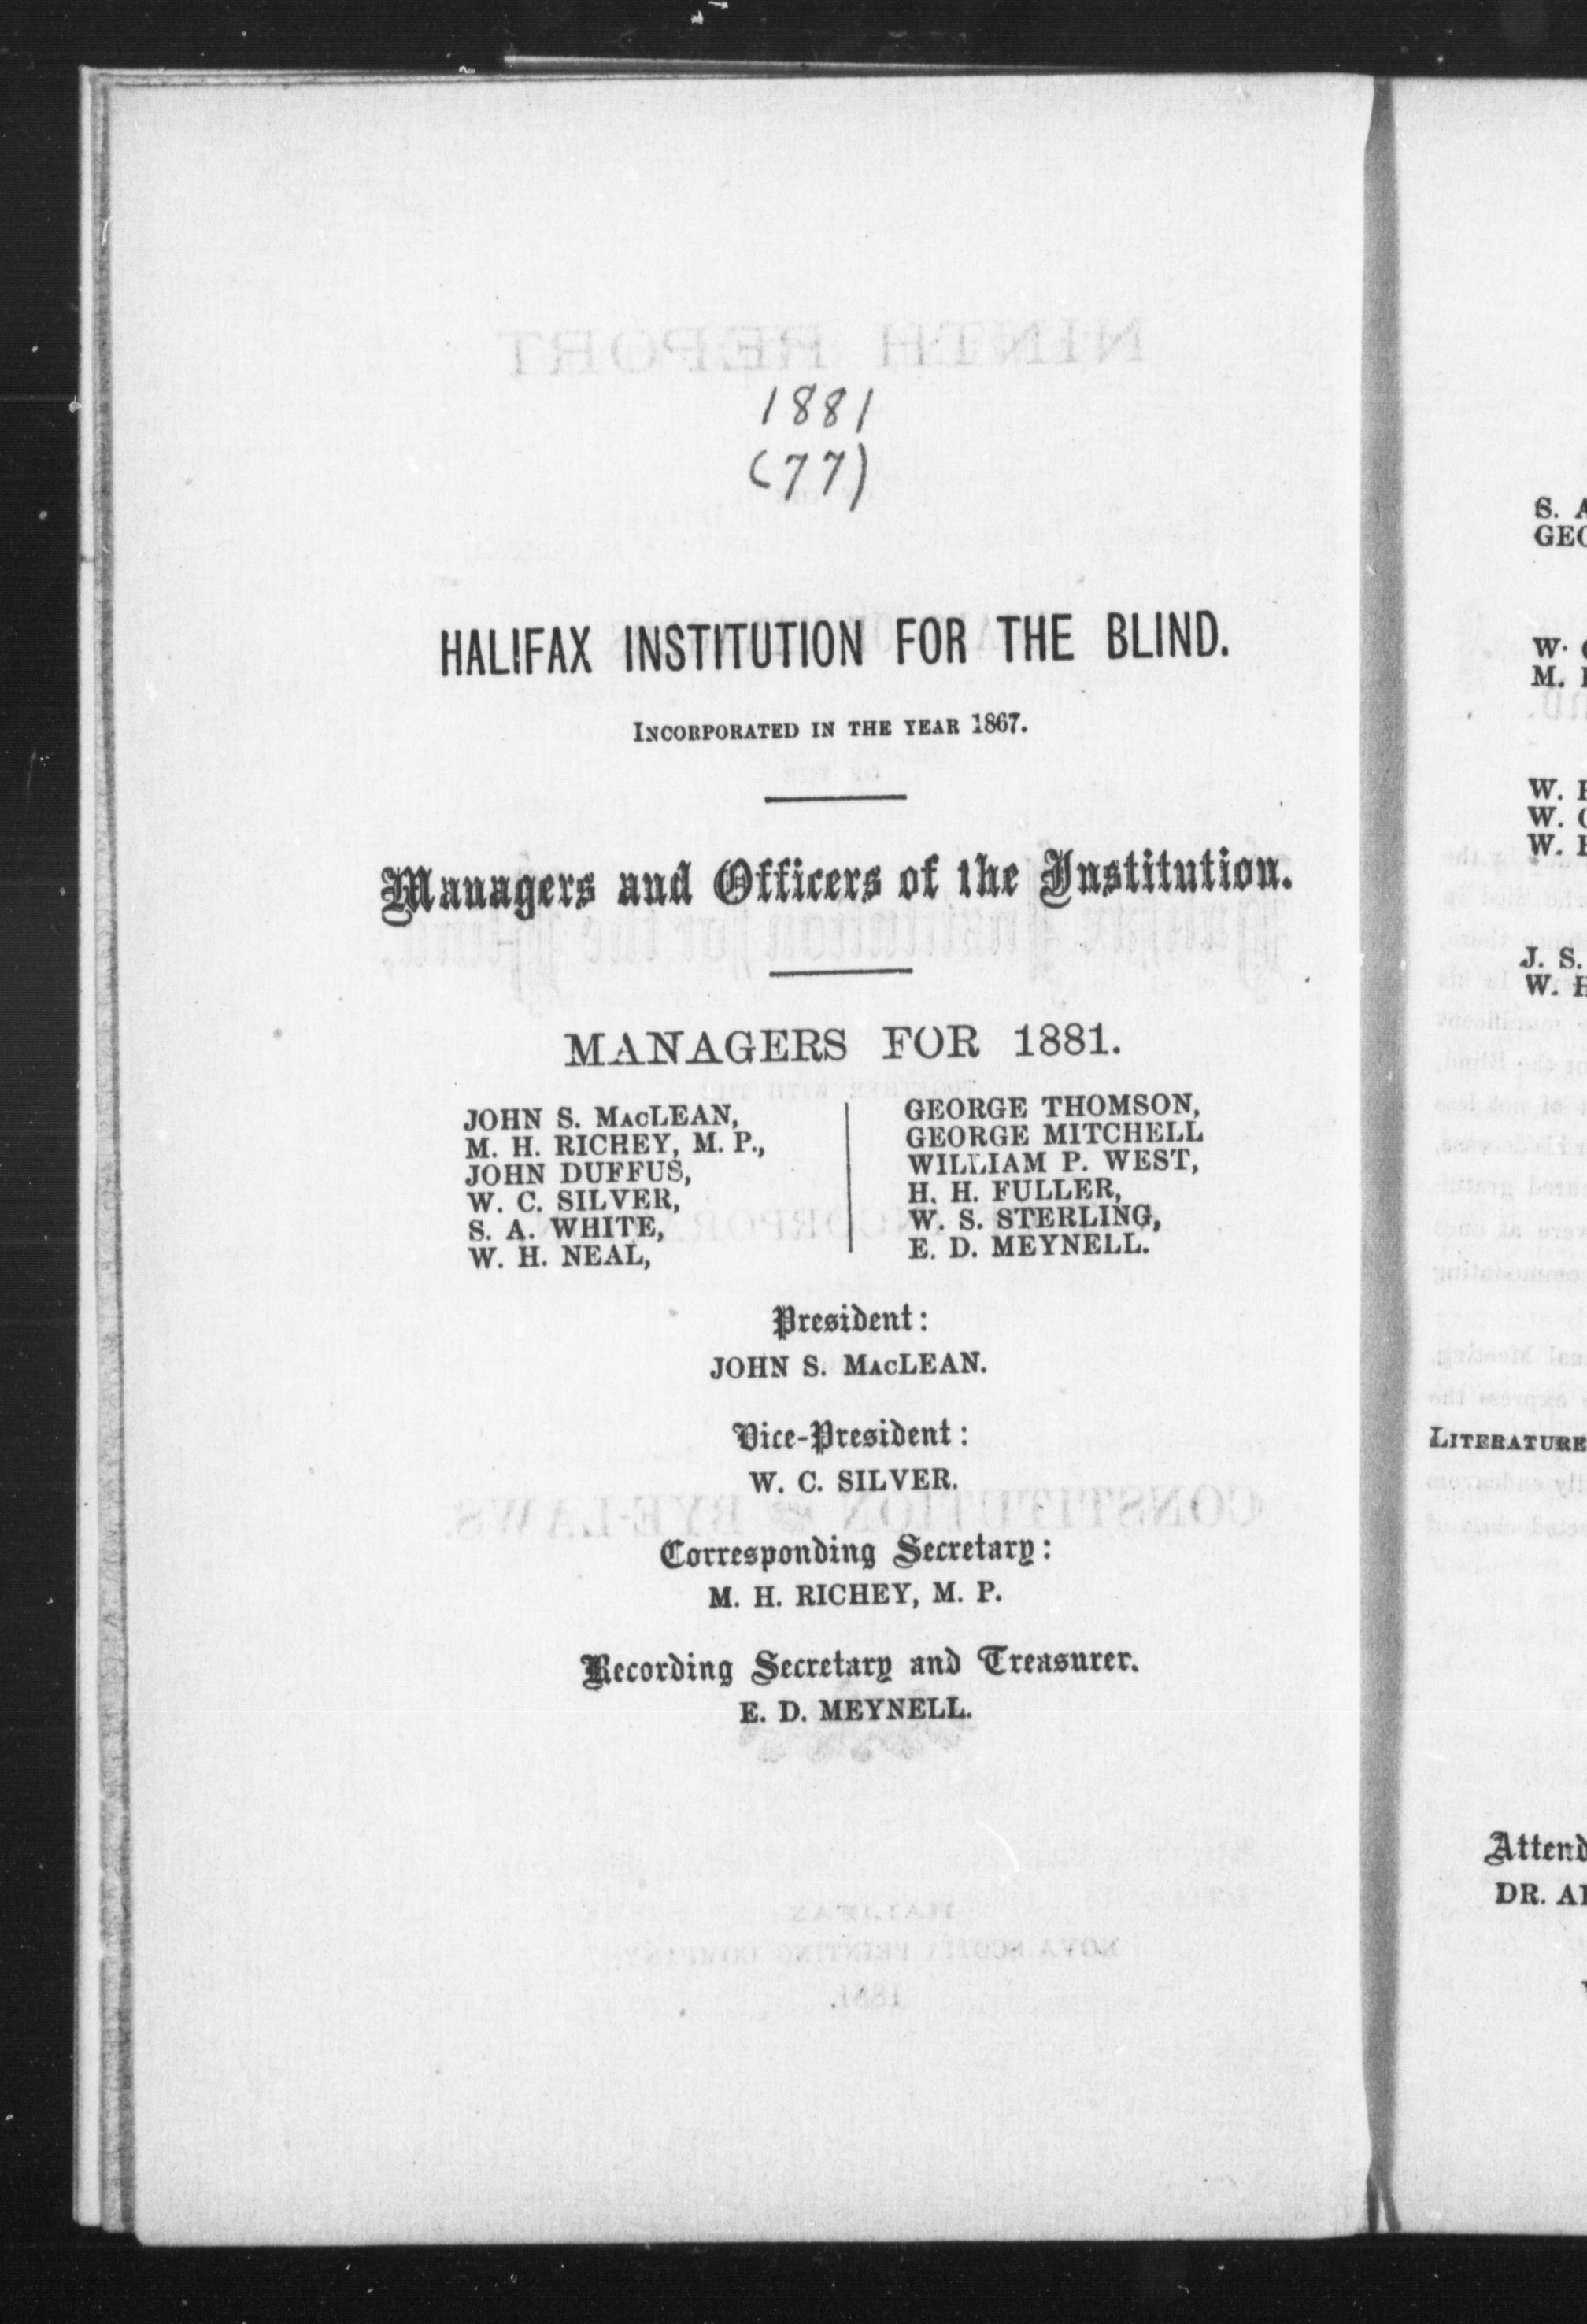 1881
(77)
HALIFAX INSTITUTION FOR THE BLIND.
INCORPORATED IN THE YEAR 1867.
Managers and Officers of the Institution.
MANAGERS FOR 1881.
JOHN S. MACLEAN,
M. H. RICHEY, M. P.,
JOHN DUFFUS,
W. C. SILVER,
S. A. WHITE,
W. H. NEAL,
GEORGE THOMSON,
GEORGE MITCHELL
WILLIAM P. WEST,
H. H. FULLER,
W. S. STERLING,
E. D. MEYNELL.
President:
JOHN S. MACLEAN.
Vice-President:
W. C. SILVER.
Corresponding Secretary:
M. H. RICHEY, M. P.
Recording Secretary and Treasurer.
E. D. MEYNELL.
S.
W.
M.
W.
W.
W.
J. S.
W.
LITERATURE
DR.